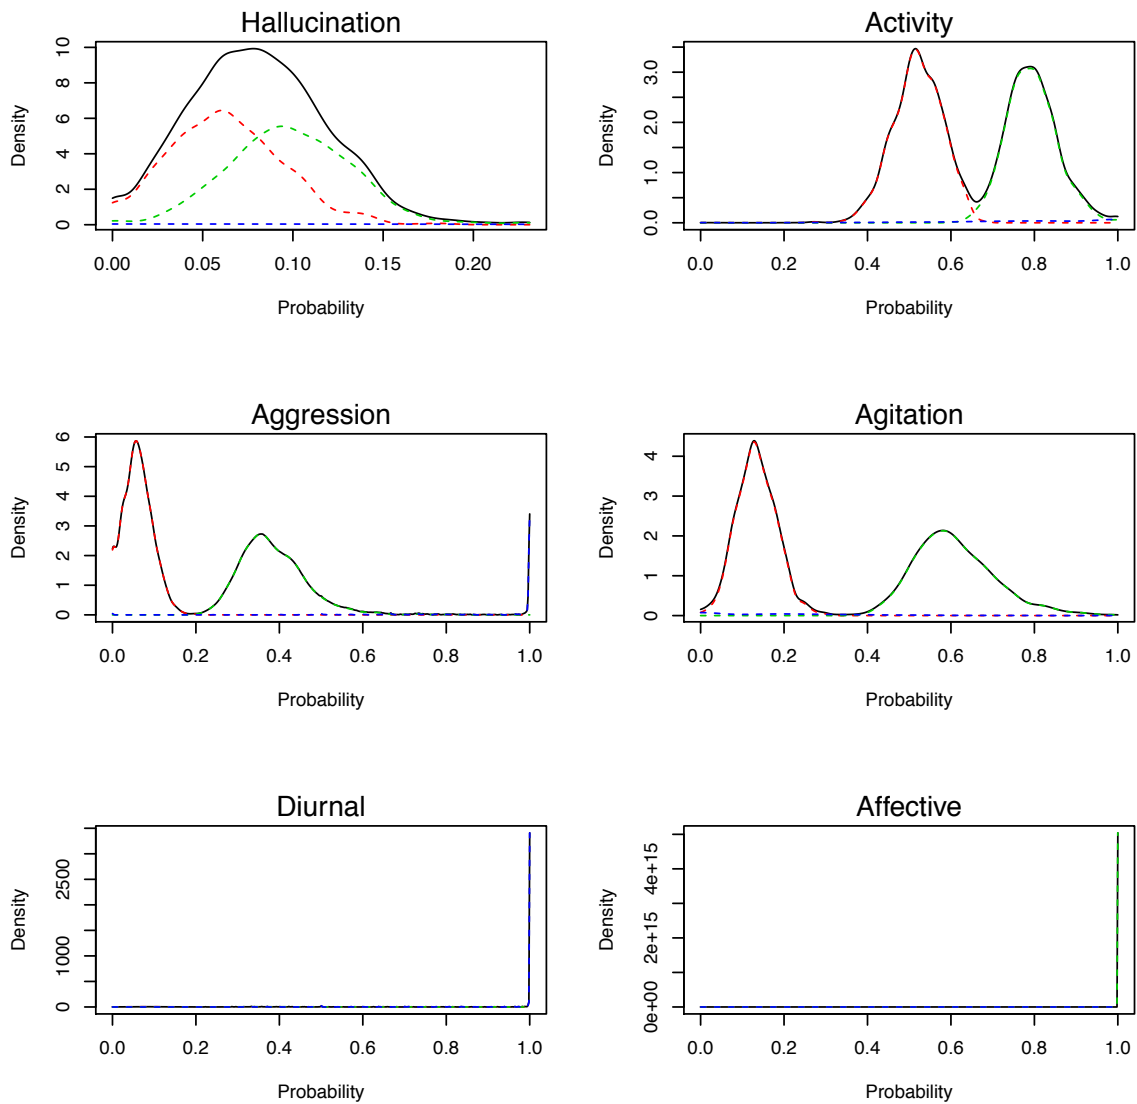 Hallucination
Density
0 2 4 6 8 10
0.00 0.05 0.10 0.15 0.20
Probability
Activity
Density
0.0 1.0 2.0 3.0
0.0 0.2 0.4 0.6 0.8 1.0
Probability
Aggression
Density
0 1 2 3 4 5 6
0.0 0.2 0.4 0.6 0.8 1.0
Probability
Agitation
Density
0 1 2 3 4
0.0 0.2 0.4 0.6 0.8 1.0
Probability
Diurnal
Density
0 1000 2500
0.0 0.2 0.4 0.6 0.8 1.0
Probability
Affective
Density
0e+00 2e+15 4e+15
0.0 0.2 0.4 0.6 0.8 1.0
Probability